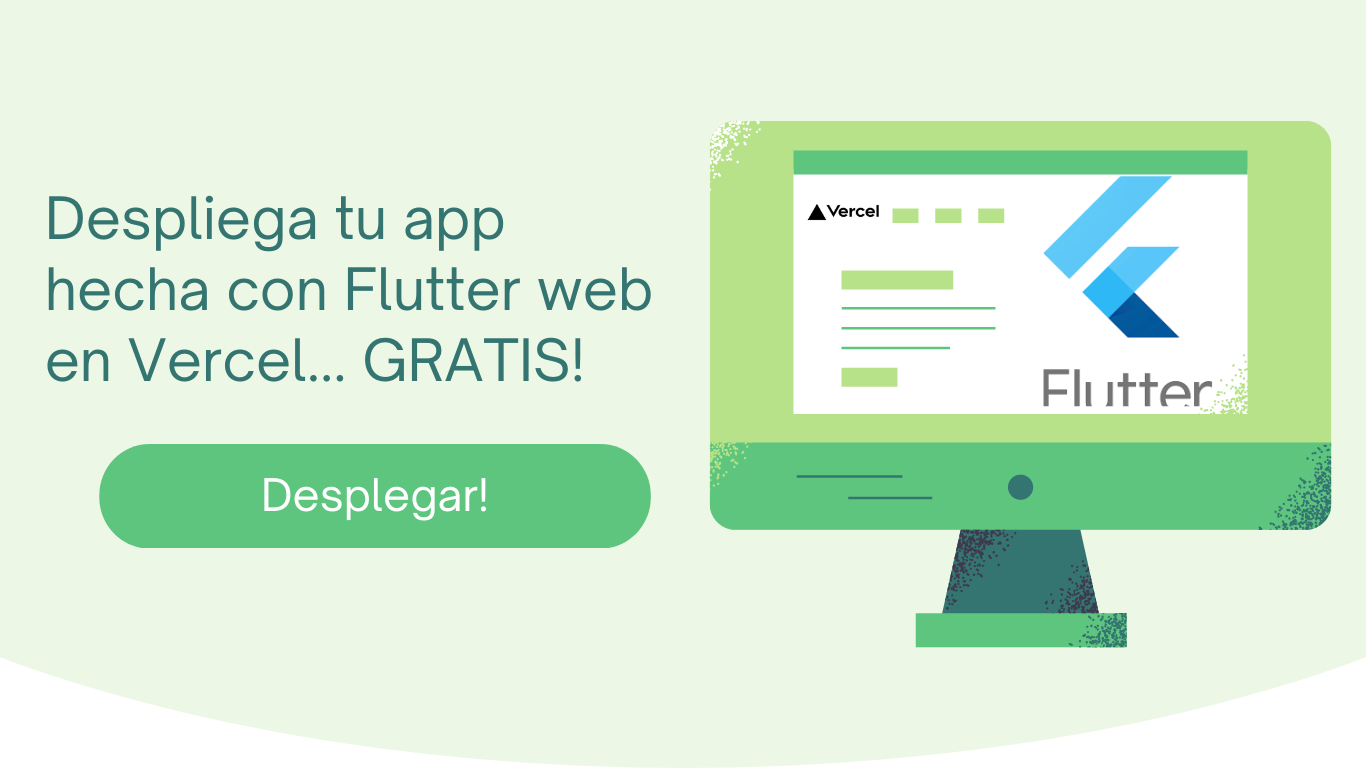 Despliega tu app
hecha con Flutter web
en Vercel... GRATIS!
Desplegar!
Vercel
Flutter